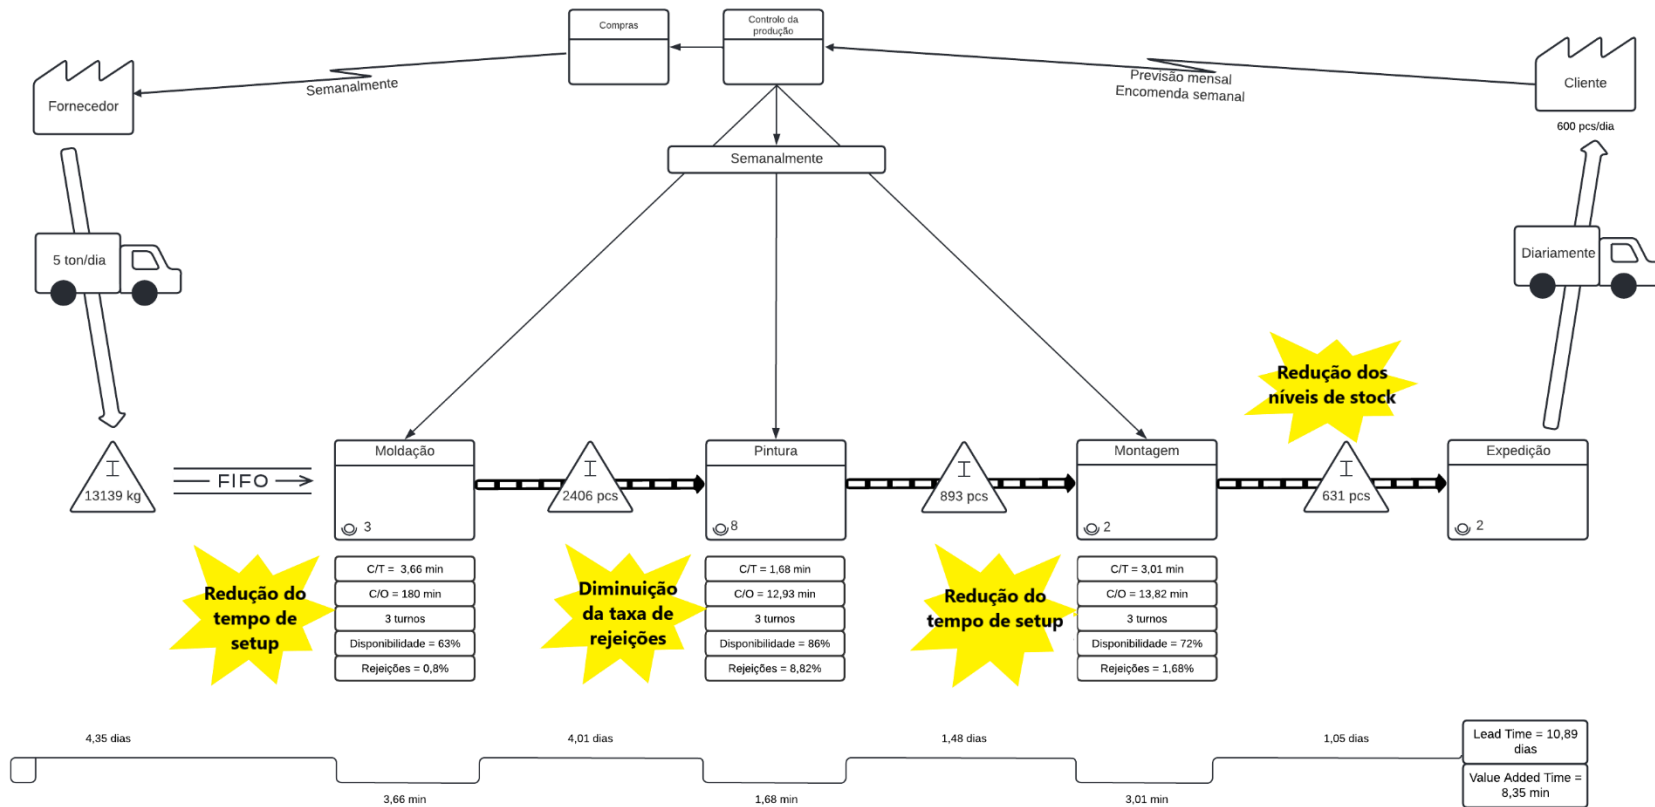 Compras
Controlo da
produção
Fornecedor
Semanalmente
Previsão mensal
Encomenda semanal
Cliente
600 pcs/dia
Semanalmente
5 ton/dia
Diariamente
Redução dos
níveis de stock
13139 kg
FIFO
Moldação
3
2406 pcs
Pintura
8
893 pcs
Montagem
2
631 pcs
Expedição
2
Redução do
tempo de
setup
C/T = 3,66 min
C/O = 180 min
3 turnos
Disponibilidade = 63%
Rejeições = 0,8%
Diminuição
da taxa de
rejeições
C/T = 1,68 min
C/O = 12,93 min
3 turnos
Disponibilidade = 86%
Rejeições = 8,82%
Redução do
tempo de setup
C/T = 3,01 min
C/O = 13,82 min
3 turnos
Disponibilidade = 72%
Rejeições = 1,68%
4,35 dias
3,66 min
4,01 dias
1,68 min
1,48 dias
3,01 min
1,05 dias
Lead Time = 10,89
dias
Value Added Time =
8,35 min